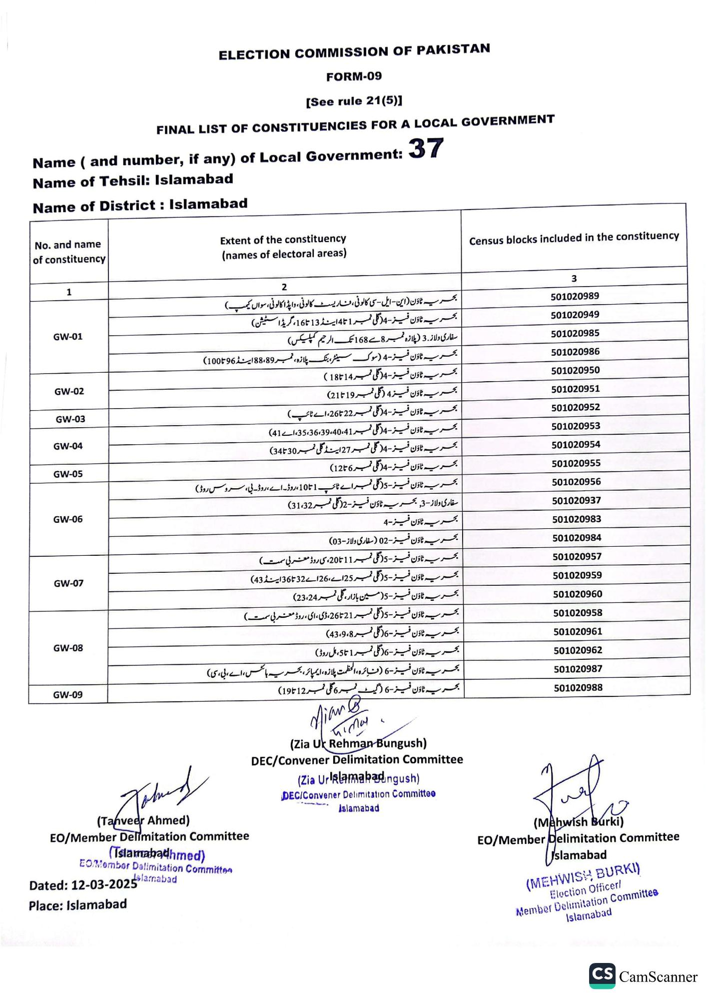 ELECTION COMMISSION OF PAKISTAN
FORM-09
[See rule 21(5)]
FINAL LIST OF CONSTITUENCIES FOR A LOCAL GOVERNMENT
Name ( and number, if any) of Local Government: 37
Name of Tehsil: Islamabad
Name of District : Islamabad
No. and name of constituency | Extent of the constituency (names of electoral areas) | Census blocks included in the constituency
1 | 2 | 3
GW-01 | بحریہ ٹاؤن (این-ایل-سی کالونی، فاریسٹ کالونی، واپڈا کالونی، سواں کیمپ) | 501020989
بحریہ ٹاؤن فیز-4 (گلی نمبر 1 تا 4 اینڈ 13 تا 16، گریڈ اسٹیشن) | 501020949
سفاری ولاز.3 (پلازہ نمبر 8 سے 168 تک الرحیم کمپلیکس) | 501020985
بحریہ ٹاؤن فیز-4 (سوک سینٹر، بنک پلازہ، نمبر 88،89 اینڈ 96 تا 100) | 501020986
GW-02 | بحریہ ٹاؤن فیز-4 (گلی نمبر 14 تا 18 ) | 501020950
بحریہ ٹاؤن فیز 4 (گلی نمبر 19 تا 21) | 501020951
GW-03 | بحریہ ٹاؤن فیز-4 (گلی نمبر 22 تا 26، اے ٹائپ) | 501020952
GW-04 | بحریہ ٹاؤن فیز-4 (گلی نمبر 35،36،39،40،41، اے 41) | 501020953
بحریہ ٹاؤن فیز-4 (گلی نمبر 27 اینڈ گلی نمبر 30 تا 34) | 501020954
GW-05 | بحریہ ٹاؤن فیز-4 (گلی نمبر 6 تا 12) | 501020955
GW-06 | بحریہ ٹاؤن فیز-5 (گلی نمبر اے ٹائپ 1 تا 10، روڈ-اے، روڈ-بی، سروس روڈ) | 501020956
سفاری ولاز-3, بحریہ ٹاؤن فیز-2 (گلی نمبر 31،32) | 501020937
بحریہ ٹاؤن فیز-4 | 501020983
بحریہ ٹاؤن فیز-02 (سفاری ولاز-03) | 501020984
GW-07 | بحریہ ٹاؤن فیز-5 (گلی نمبر 11 تا 20، سی روڈ مغربی سمت) | 501020957
بحریہ ٹاؤن فیز-5 (گلی نمبر 25 اے، 26 اے 32 تا 36 اینڈ 43) | 501020959
بحریہ ٹاؤن فیز-5 (مین بازار، گلی نمبر 23،24) | 501020960
GW-08 | بحریہ ٹاؤن فیز-5 (گلی نمبر 21 تا 26، ڈی، ای، روڈ مغربی سمت) | 501020958
بحریہ ٹاؤن فیز-6 (گلی نمبر 43،9،8) | 501020961
بحریہ ٹاؤن فیز-6 (گلی نمبر 1 تا 5، ہل روڈ) | 501020962
بحریہ ٹاؤن فیز-6 (فائزہ، پلازہ، ایمپائر، بحریہ ہائٹس، اے، بی، سی) | 501020987
GW-09 | بحریہ ٹاؤن فیز-6 (گیٹ نمبر 6 گلی نمبر 12 تا 19) | 501020988
(Zia Ur Rehman Bungush)
DEC/Convener Delimitation Committee
Islamabad
(Zia Ur Rehman Bungush)
DEC/Convener Delimitation Committee
Islamabad
(Tanveer Ahmed)
EO/Member Delimitation Committee
Islamabad
(Tanveer Ahmed)
EO/Member Delimitation Committee
Islamabad
(Mehwish Burki)
EO/Member Delimitation Committee
Islamabad
(MEHWISH BURKI)
Election Officer/
Member Delimitation Committee
Islamabad
Dated: 12-03-2025
Place: Islamabad
CS CamScanner